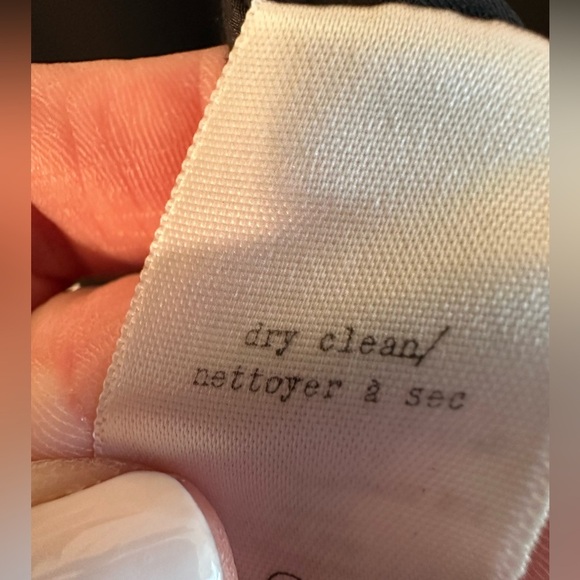 dry clean/
nettoyer à sec